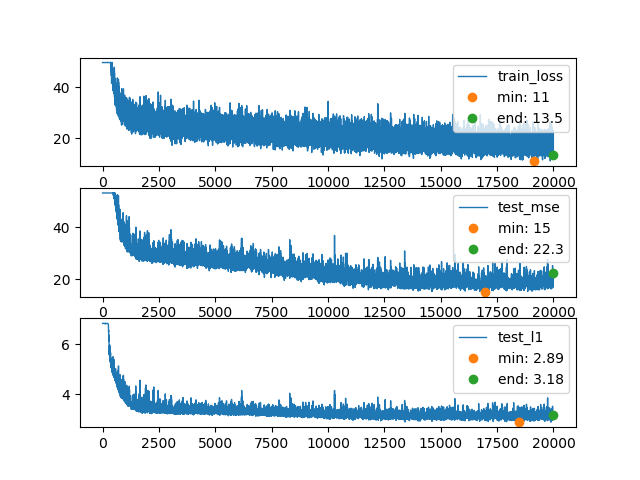 40
20
train_loss
min: 11
end: 13.5
0 2500 5000 7500 10000 12500 15000 17500 20000
40
20
test_mse
min: 15
end: 22.3
0 2500 5000 7500 10000 12500 15000 17500 20000
6
4
test_l1
min: 2.89
end: 3.18
0 2500 5000 7500 10000 12500 15000 17500 20000